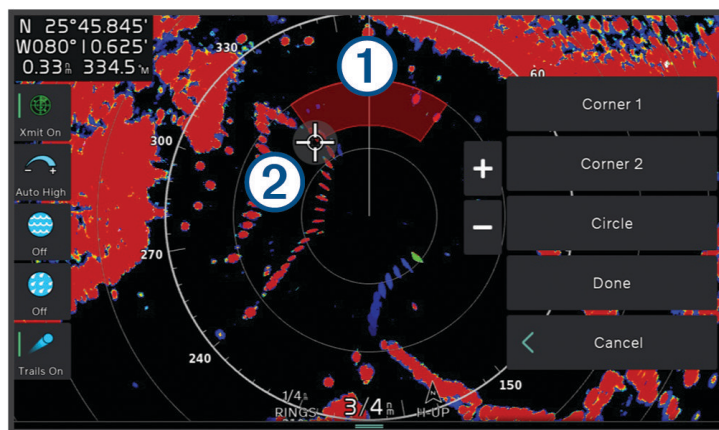 N 25°45.845'
W080°10.625'
0.33 334.5°M
Xmit On
Auto High
Off
Off
Trails On
330
300
270
240
150
60
1
2
+
−
Corner 1
Corner 2
Circle
Done
Cancel
1/4
RINGS
3/4 nm
N
H-UP